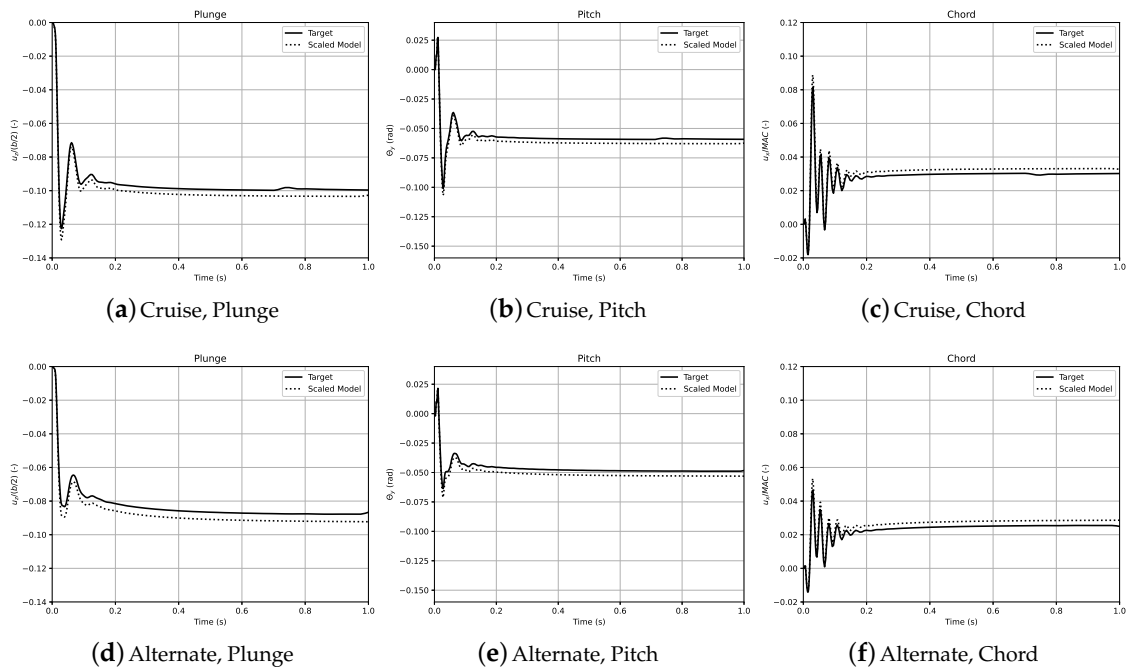 Plunge
0.00
−0.02
−0.04
−0.06
−0.08
−0.10
−0.12
−0.14
u_z/(b/2) (-)
Target
Scaled Model
0.0 0.2 0.4 0.6 0.8 1.0
Time (s)
(a) Cruise, Plunge
Pitch
0.025
0.000
−0.025
−0.050
−0.075
−0.100
−0.125
−0.150
Θ_y (rad)
Target
Scaled Model
0.0 0.2 0.4 0.6 0.8 1.0
Time (s)
(b) Cruise, Pitch
Chord
0.12
0.10
0.08
0.06
0.04
0.02
0.00
−0.02
u_x/MAC (-)
Target
Scaled Model
0.0 0.2 0.4 0.6 0.8 1.0
Time (s)
(c) Cruise, Chord
Plunge
0.00
−0.02
−0.04
−0.06
−0.08
−0.10
−0.12
−0.14
u_z/(b/2) (-)
Target
Scaled Model
0.0 0.2 0.4 0.6 0.8 1.0
Time (s)
(d) Alternate, Plunge
Pitch
0.025
0.000
−0.025
−0.050
−0.075
−0.100
−0.125
−0.150
Θ_y (rad)
Target
Scaled Model
0.0 0.2 0.4 0.6 0.8 1.0
Time (s)
(e) Alternate, Pitch
Chord
0.12
0.10
0.08
0.06
0.04
0.02
0.00
−0.02
u_x/MAC (-)
Target
Scaled Model
0.0 0.2 0.4 0.6 0.8 1.0
Time (s)
(f) Alternate, Chord